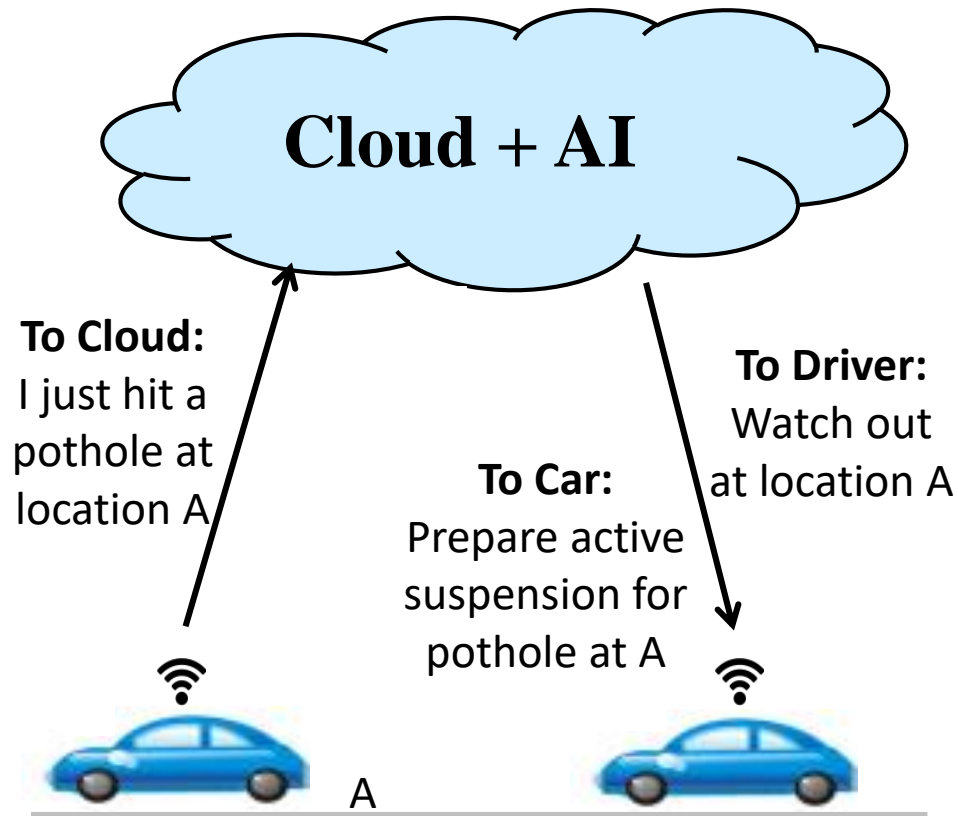 Cloud + AI
To Cloud:
I just hit a
pothole at
location A
To Driver:
Watch out
at location A
To Car:
Prepare active
suspension for
pothole at A
A